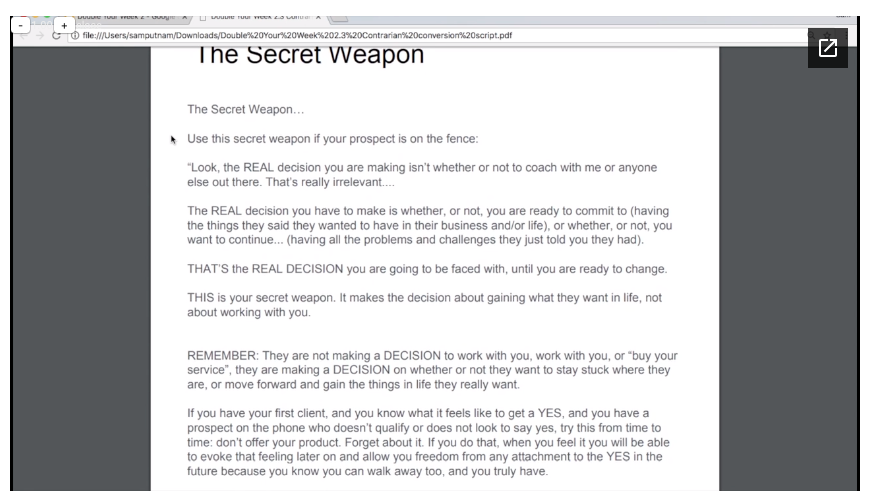 Double Your Week 2 - Google
Double Your Week 2.3 Contrar
- +
file:///Users/samputnam/Downloads/Double%20Your%20Week%202.3%20Contrarian%20conversion%20script.pdf
The Secret Weapon
The Secret Weapon…
Use this secret weapon if your prospect is on the fence:
“Look, the REAL decision you are making isn’t whether or not to coach with me or anyone
else out there. That’s really irrelevant....
The REAL decision you have to make is whether, or not, you are ready to commit to (having
the things they said they wanted to have in their business and/or life), or whether, or not, you
want to continue... (having all the problems and challenges they just told you they had).
THAT’S the REAL DECISION you are going to be faced with, until you are ready to change.
THIS is your secret weapon. It makes the decision about gaining what they want in life, not
about working with you.
REMEMBER: They are not making a DECISION to work with you, work with you, or “buy your
service”, they are making a DECISION on whether or not they want to stay stuck where they
are, or move forward and gain the things in life they really want.
If you have your first client, and you know what it feels like to get a YES, and you have a
prospect on the phone who doesn’t qualify or does not look to say yes, try this from time to
time: don’t offer your product. Forget about it. If you do that, when you feel it you will be able
to evoke that feeling later on and allow you freedom from any attachment to the YES in the
future because you know you can walk away too, and you truly have.